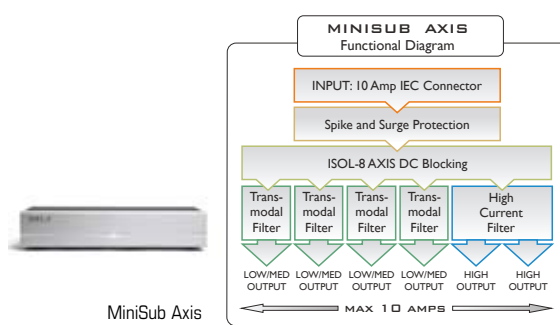 MINISUB AXIS
Functional Diagram
INPUT: 10 Amp IEC Connector
Spike and Surge Protection
ISOL-8 AXIS DC Blocking
Trans-
modal
Filter
Trans-
modal
Filter
Trans-
modal
Filter
Trans-
modal
Filter
High
Current
Filter
LOW/MED
OUTPUT
LOW/MED
OUTPUT
LOW/MED
OUTPUT
LOW/MED
OUTPUT
HIGH
OUTPUT
HIGH
OUTPUT
MAX 10 AMPS
MiniSub Axis